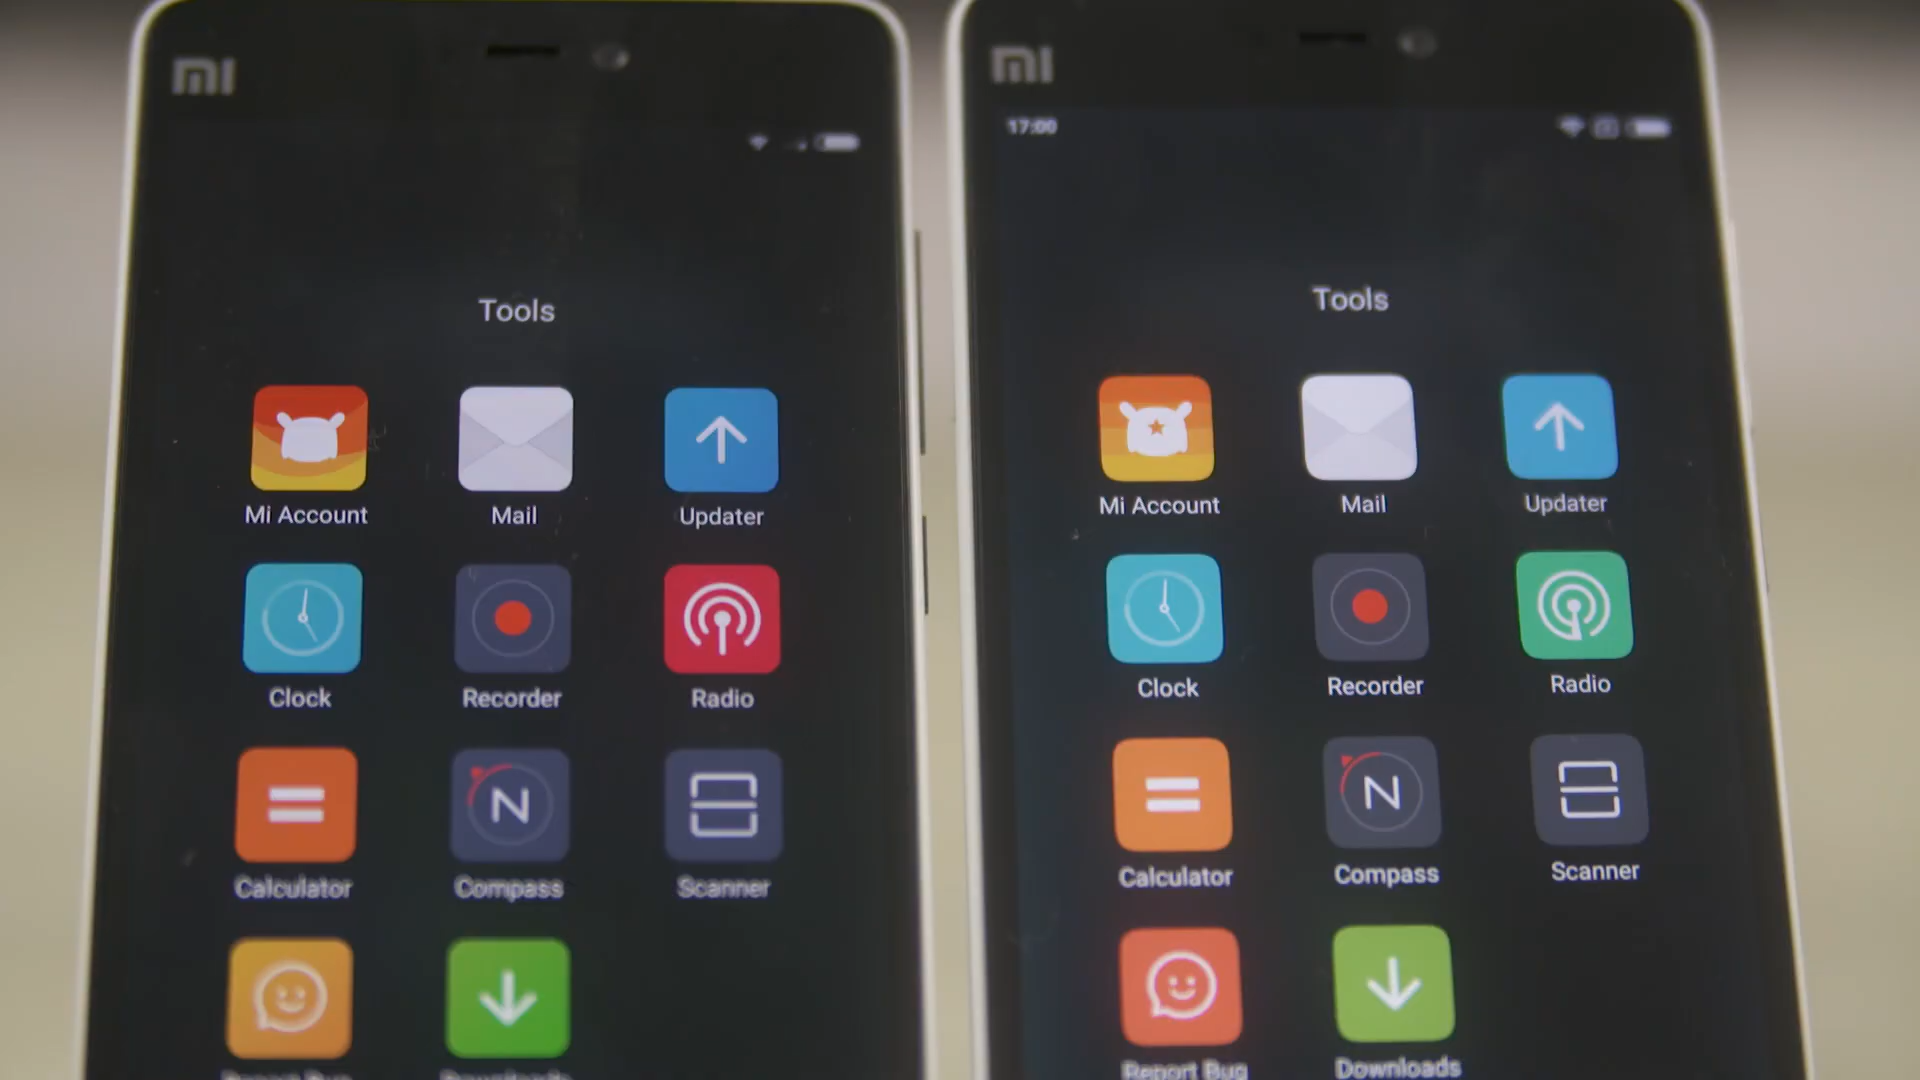 MI
Tools
Mi Account
Mail
Updater
Clock
Recorder
Radio
Calculator
N
Compass
Scanner
MI
17:00
Tools
Mi Account
Mail
Updater
Clock
Recorder
Radio
Calculator
N
Compass
Scanner
Report Bug
Downloads